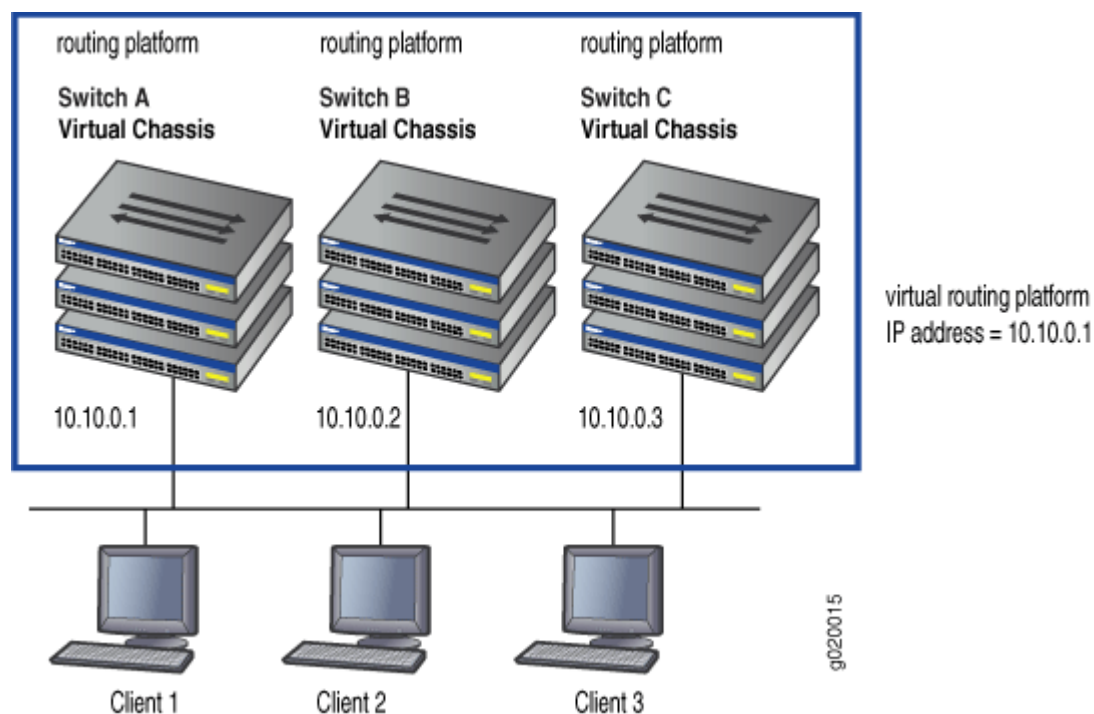 routing platform
routing platform
routing platform
Switch A
Virtual Chassis
Switch B
Virtual Chassis
Switch C
Virtual Chassis
virtual routing platform
IP address = 10.10.0.1
10.10.0.1
10.10.0.2
10.10.0.3
Client 1
Client 2
Client 3
g020015